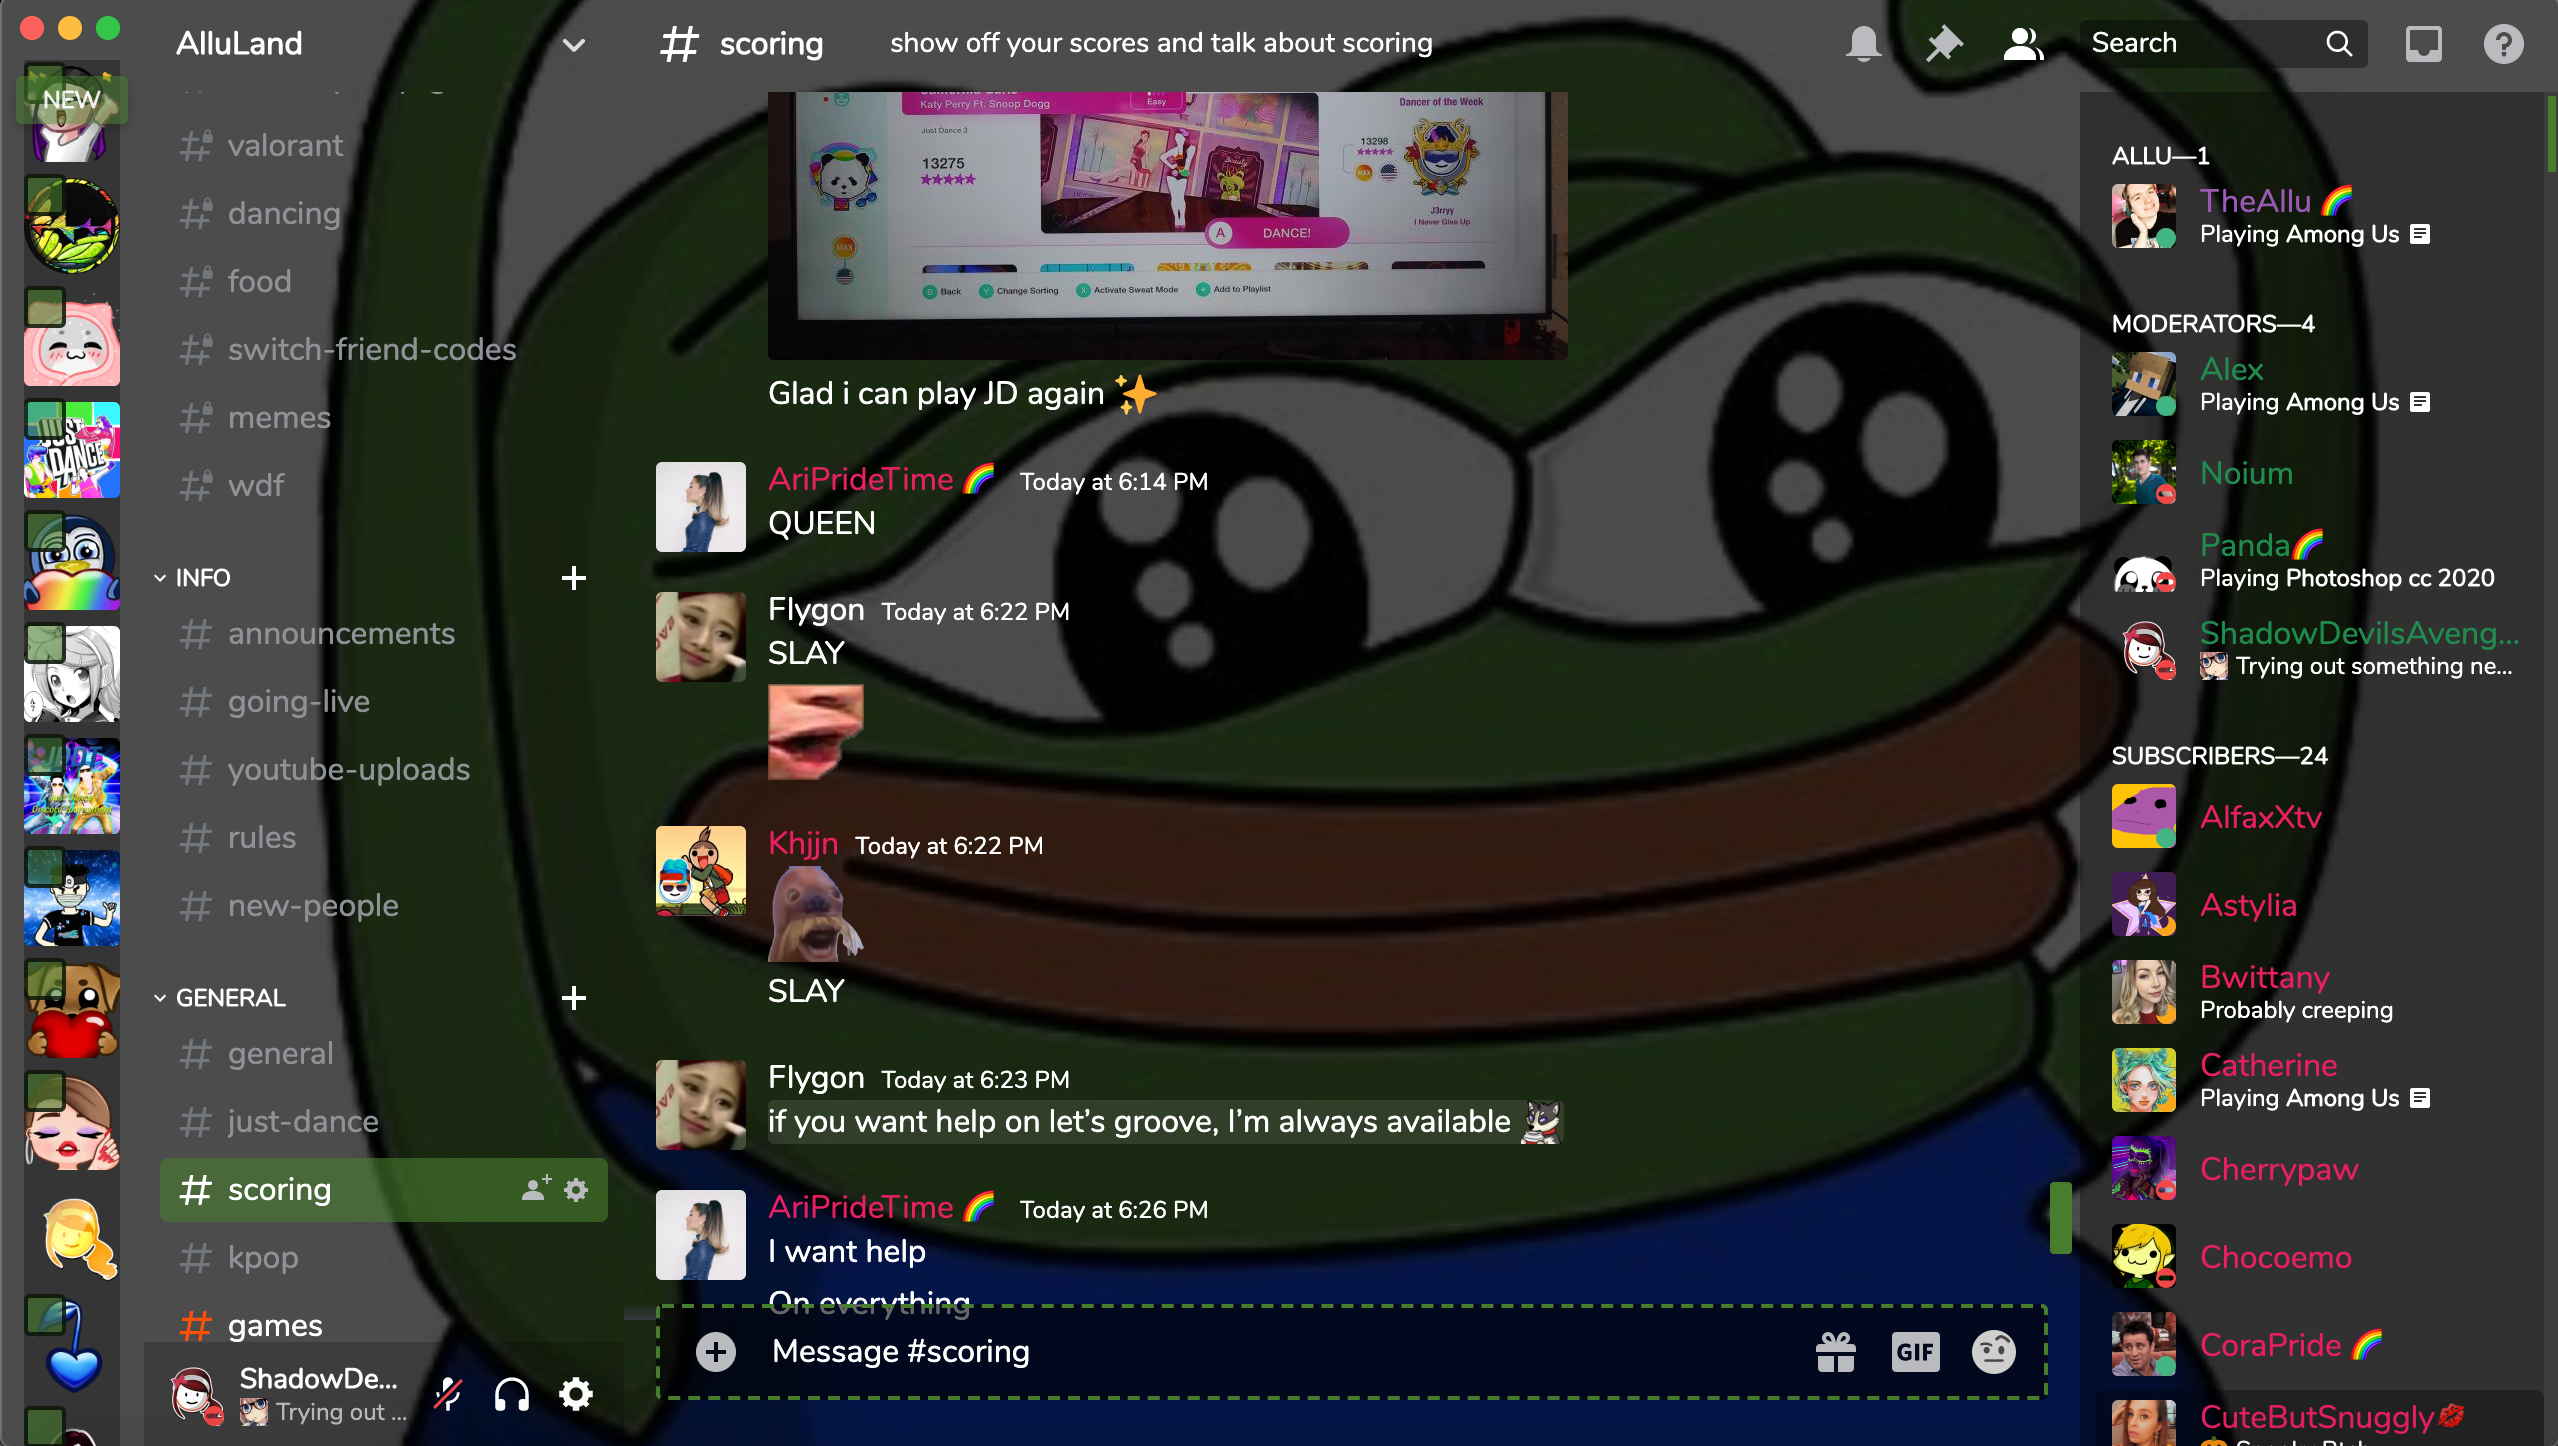 AlluLand
# scoring
show off your scores and talk about scoring
Search
NEW
# valorant
# dancing
# food
# switch-friend-codes
# memes
# wdf
INFO
# announcements
# going-live
# youtube-uploads
# rules
# new-people
GENERAL
# general
# just-dance
# scoring
# kpop
# games
ShadowDe...
Trying out ...
Katy Perry Ft. Snoop Dogg
Easy
Just Dance 3
13275
Dancer of the Week
13298
MAX
J3rryy
I Never Give Up
MAX
A DANCE!
B Back
Y Change Sorting
X Activate Sweat Mode
+ Add to Playlist
Glad i can play JD again ✨
AriPrideTime 🌈 Today at 6:14 PM
QUEEN
Flygon Today at 6:22 PM
SLAY
Khjjn Today at 6:22 PM
SLAY
Flygon Today at 6:23 PM
if you want help on let’s groove, I’m always available
AriPrideTime 🌈 Today at 6:26 PM
I want help
On everything
Message #scoring
GIF
ALLU—1
TheAllu 🌈
Playing Among Us
MODERATORS—4
Alex
Playing Among Us
Noium
Panda🌈
Playing Photoshop cc 2020
ShadowDevilsAveng...
Trying out something ne...
SUBSCRIBERS—24
AlfaxXtv
Astylia
Bwittany
Probably creeping
Catherine
Playing Among Us
Cherrypaw
Chocoemo
CoraPride 🌈
CuteButSnuggly💋
JUST DANCE